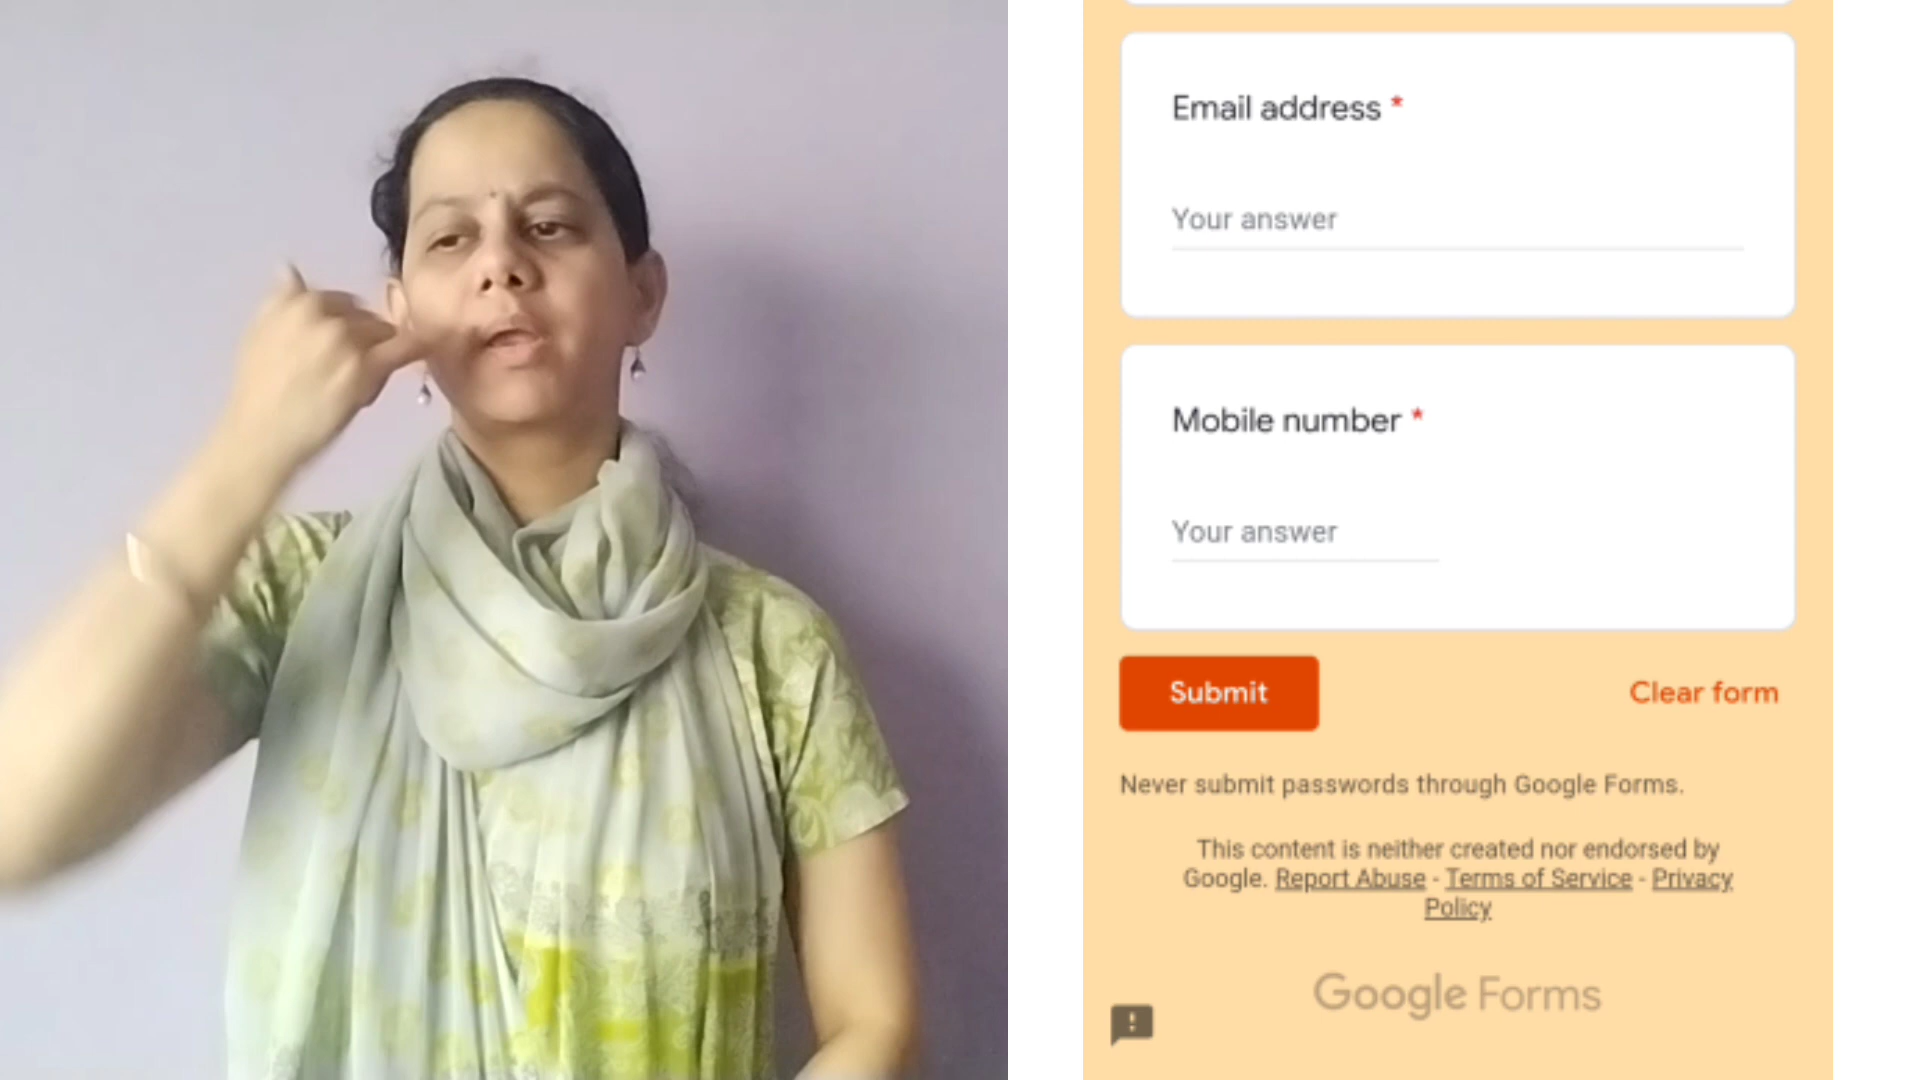 Email address *
Your answer
Mobile number *
Your answer
Submit
Clear form
Never submit passwords through Google Forms.
This content is neither created nor endorsed by
Google. Report Abuse - Terms of Service - Privacy
Policy
Google Forms
!